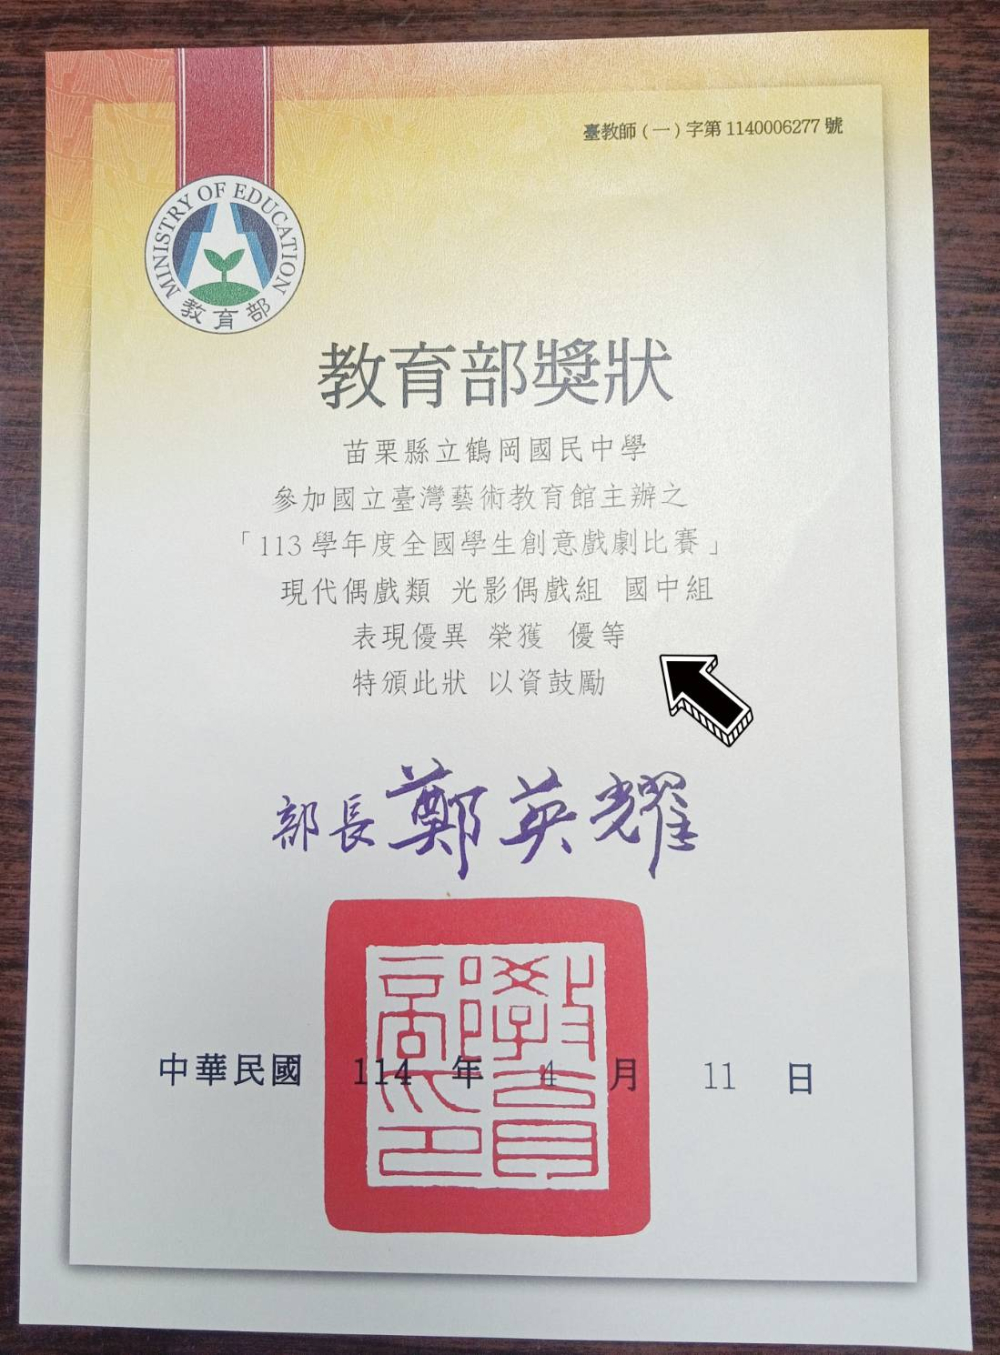 臺教師(一)字第1140006277號
MINISTRY OF EDUCATION
教育部
教育部獎狀
苗栗縣立鶴岡國民中學
參加國立臺灣藝術教育館主辦之
「113學年度全國學生創意戲劇比賽」
現代偶戲類 光影偶戲組 國中組
表現優異 榮獲 優等
特頒此狀 以資鼓勵
部長鄭英耀
教育部印
中華民國 114 年 4 月 11 日